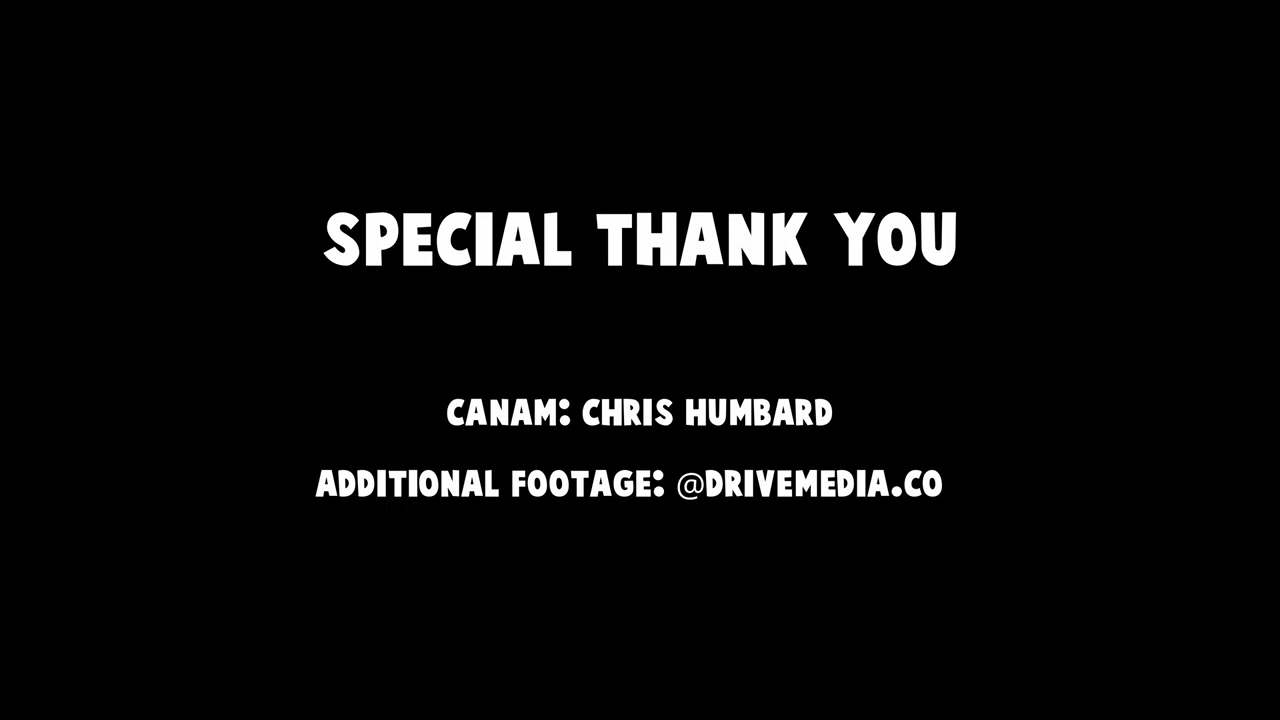 SPECIAL THANK YOU
CANAM: CHRIS HUMBARD
ADDITIONAL FOOTAGE: @DRIVEMEDIA.CO